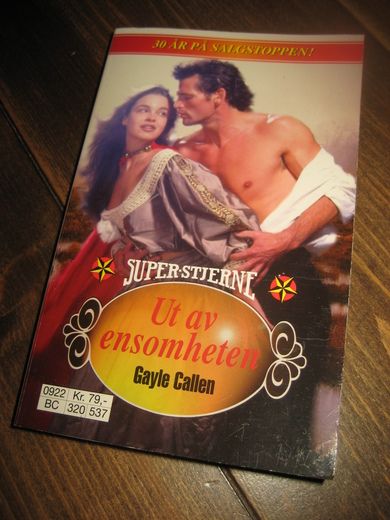 30 ÅR PÅ SALGSTOPPEN!
SUPER·STJERNE
Ut av
ensomheten
Gayle Callen
0922 Kr. 79,-
BC 320 537